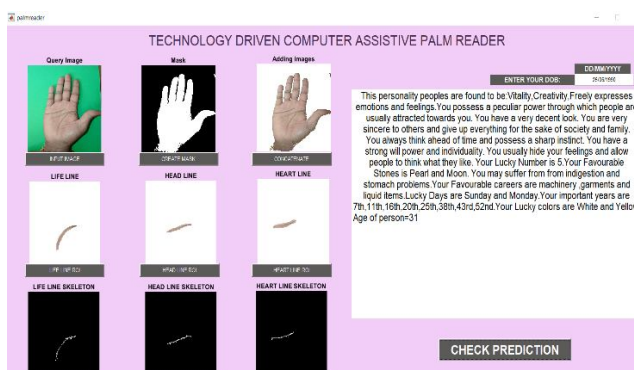 palmreader
TECHNOLOGY DRIVEN COMPUTER ASSISTIVE PALM READER
Query Image
Mask
Adding Images
INPUT IMAGE
CREATE MASK
CONCATENATE
LIFE LINE
HEAD LINE
HEART LINE
LIFE LINE ROI
HEAD LINE ROI
HEART LINE ROI
LIFE LINE SKELETON
HEAD LINE SKELETON
HEART LINE SKELETON
DD/MM/YYYY
ENTER YOUR DOB:
This personality peoples are found to be:Vitality,Creativity,Freely expresses
emotions and feelings.You possess a peculiar power through which people are
usually attracted towards you. You have a very decent look. You are very
sincere to others and give up everything for the sake of society and family.
You always think ahead of time and possess a sharp instinct. You have a
strong will power and individuality. You usually hide your feelings and allow
people to think what they like. Your Lucky Number is 5.Your Favourable
Stones is Pearl and Moon. You may suffer from from indigestion and
stomach problems.Your Favourable careers are machinery ,garments and
liquid items.Lucky Days are Sunday and Monday.Your important years are
7th,11th,16th,20th,25th,38th,43rd,52nd.Your Lucky colors are White and Yellow
Age of person=31
CHECK PREDICTION